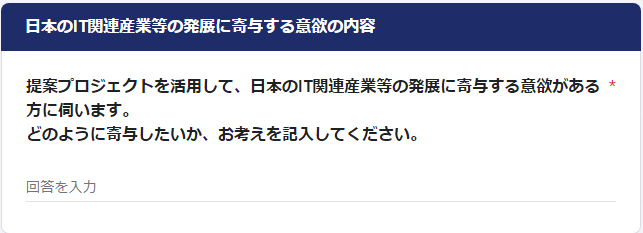 日本のIT関連産業等の発展に寄与する意欲の内容
提案プロジェクトを活用して、日本のIT関連産業等の発展に寄与する意欲がある *
方に伺います。
どのように寄与したいか、お考えを記入してください。
回答を入力